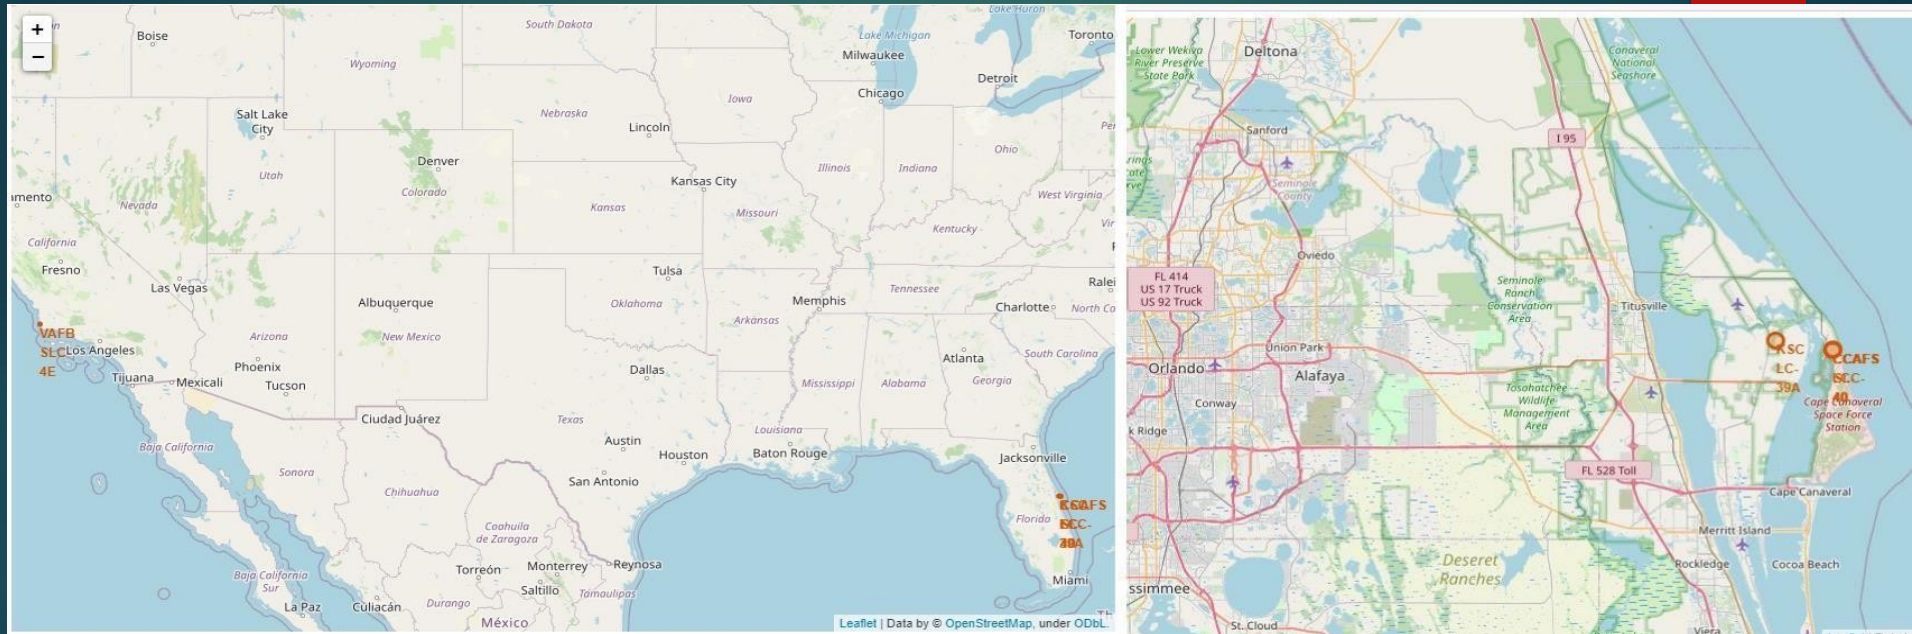 +
−
South Dakota
Lake Huron
Boise
Lake Michigan
Toronto
Milwaukee
Wyoming
Detroit
Chicago
Iowa
Nebraska
Salt Lake
City
Lincoln
Ohio
Denver
Illinois
Indiana
Utah
Kansas City
Colorado
West Virginia
amento
Nevada
Kansas
Missouri
Kentucky
California
Fresno
Tulsa
Las Vegas
Albuquerque
Memphis
Tennessee
Raleig
Charlotte
North Ca
Oklahoma
Arkansas
VAFB
SLC
4E
Los Angeles
Arizona
New Mexico
Phoenix
Atlanta
South Carolina
Tijuana
Mexicali
Tucson
Dallas
Mississippi
Alabama
Georgia
Ciudad Juárez
Texas
Louisiana
Austin
Baja California
Houston
Baton Rouge
Jacksonville
Sonora
San Antonio
Chihuahua
Florida
Coahuila
de Zaragoza
Torreón
Monterrey
Reynosa
Baja California
Sur
Saltillo
Tamaulipas
Miami
La Paz
Culiacán
Durango
México
Leaflet | Data by © OpenStreetMap, under ODbL.
Lower Wekiva
River Preserve
State Park
Deltona
Canaveral
National
Seashore
Sanford
I 95
Seminole
County
Oviedo
FL 414
US 17 Truck
US 92 Truck
Seminole
Ranch
Conservation
Area
Titusville
Union Park
KSC
LC-
39A
CCAFS
40
Orlando
Alafaya
Conway
Tosohatchee
Wildlife
Management
Area
Cape Canaveral
Space Force
Station
k Ridge
FL 528 Toll
Cape Canaveral
Merritt Island
Deseret
Ranches
Rockledge
Cocoa Beach
ssimmee
St. Cloud
Viera